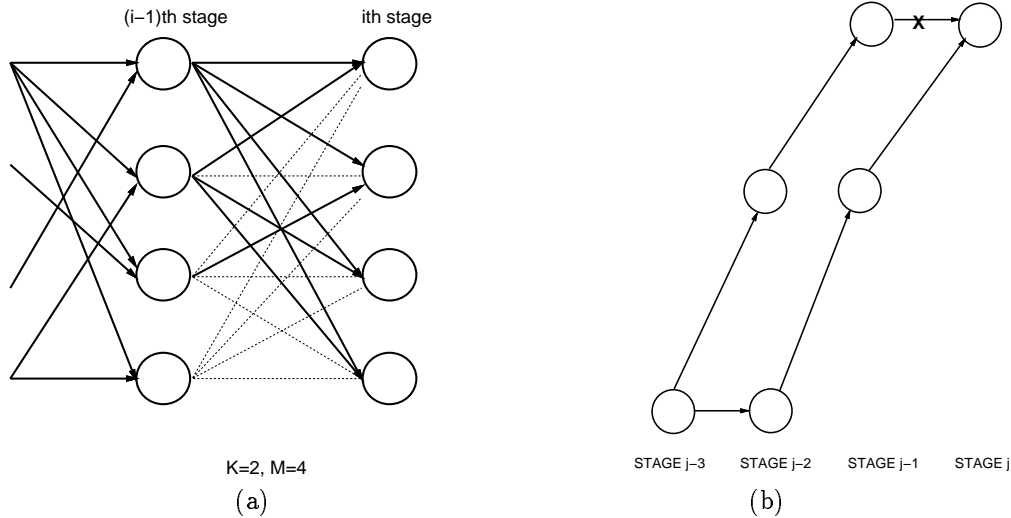 (i−1)th stage
ith stage
K=2, M=4
(a)
X
STAGE j−3
STAGE j−2
STAGE j−1
STAGE j
(b)